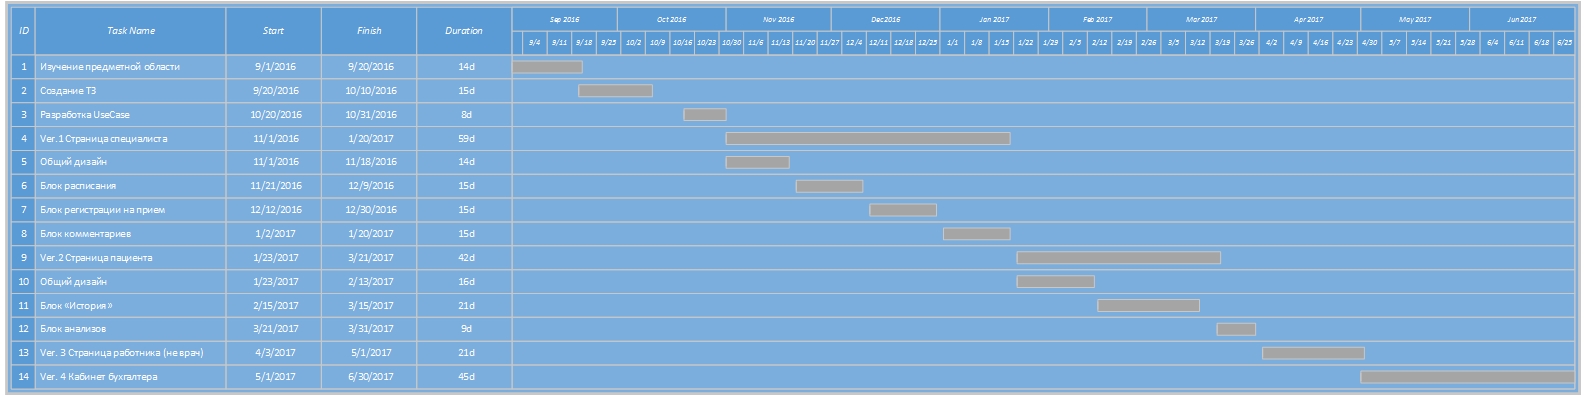 ID Task Name Start Finish Duration Sep 2016 Oct 2016 Nov 2016 Dec 2016 Jan 2017 Feb 2017 Mar 2017 Apr 2017 May 2017 Jun 2017
9/4 9/11 9/18 9/25 10/2 10/9 10/16 10/23 10/30 11/6 11/13 11/20 11/27 12/4 12/11 12/18 12/25 1/1 1/8 1/15 1/22 1/29 2/5 2/12 2/19 2/26 3/5 3/12 3/19 3/26 4/2 4/9 4/16 4/23 4/30 5/7 5/14 5/21 5/28 6/4 6/11 6/18 6/25
1 Изучение предметной области 9/1/2016 9/20/2016 14d
2 Создание ТЗ 9/20/2016 10/10/2016 15d
3 Разработка UseCase 10/20/2016 10/31/2016 8d
4 Ver.1 Страница специалиста 11/1/2016 1/20/2017 59d
5 Общий дизайн 11/1/2016 11/18/2016 14d
6 Блок расписания 11/21/2016 12/9/2016 15d
7 Блок регистрации на прием 12/12/2016 12/30/2016 15d
8 Блок комментариев 1/2/2017 1/20/2017 15d
9 Ver.2 Страница пациента 1/23/2017 3/21/2017 42d
10 Общий дизайн 1/23/2017 2/13/2017 16d
11 Блок «История» 2/15/2017 3/15/2017 21d
12 Блок анализов 3/21/2017 3/31/2017 9d
13 Ver. 3 Страница работника (не врач) 4/3/2017 5/1/2017 21d
14 Ver. 4 Кабинет бухгалтера 5/1/2017 6/30/2017 45d